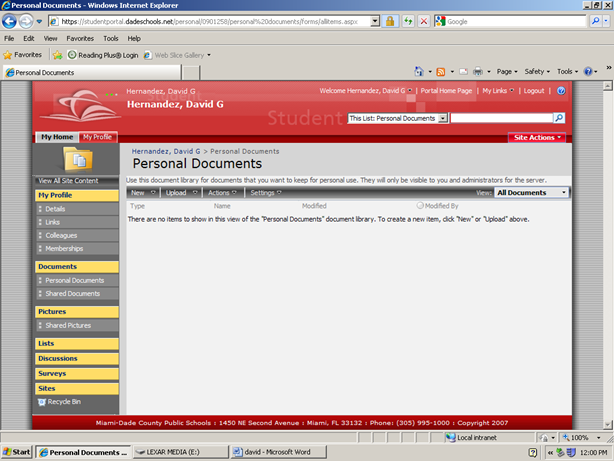 Personal Documents - Windows Internet Explorer
https://studentportal.dadeschools.net/personal/0901258/personal%20documents/forms/allitems.aspx
Google
File Edit View Favorites Tools Help
Favorites Reading Plus® Login Web Slice Gallery
Personal Documents
Page Safety Tools
Hernandez, David G
Welcome Hernandez, David G | Portal Home Page | My Links | Logout |
Hernandez, David G
Student
This List: Personal Documents
My Home My Profile
Site Actions
Hernandez, David G > Personal Documents
Personal Documents
View All Site Content
Use this document library for documents that you want to keep for personal use. They will only be visible to you and administrators for the server.
New Upload Actions Settings View: All Documents
Type Name Modified Modified By
There are no items to show in this view of the "Personal Documents" document library. To create a new item, click "New" or "Upload" above.
My Profile
Details
Links
Colleagues
Memberships
Documents
Personal Documents
Shared Documents
Pictures
Shared Pictures
Lists
Discussions
Surveys
Sites
Recycle Bin
Miami-Dade County Public Schools : 1450 NE Second Avenue : Miami, FL 33132 : Phone: (305) 995-1000 : Copyright 2007
Local intranet 100%
Start Personal Documents ... LEXAR MEDIA (E:) david - Microsoft Word 12:00 PM